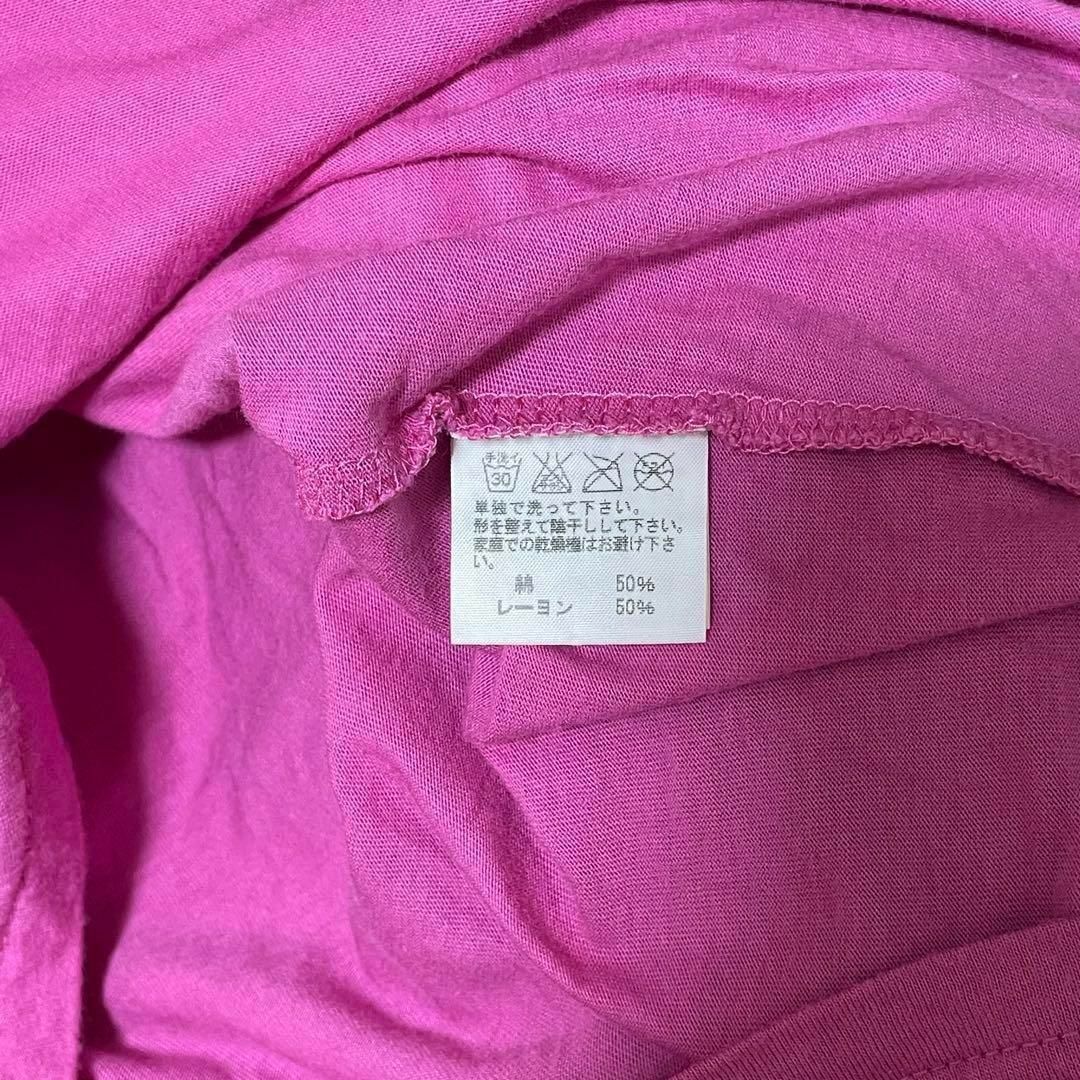 手洗イ
30
単独で洗って下さい。
形を整えて陰干しして下さい。
家庭での乾燥機はお避け下さ
い。
綿 50%
レーヨン 50%